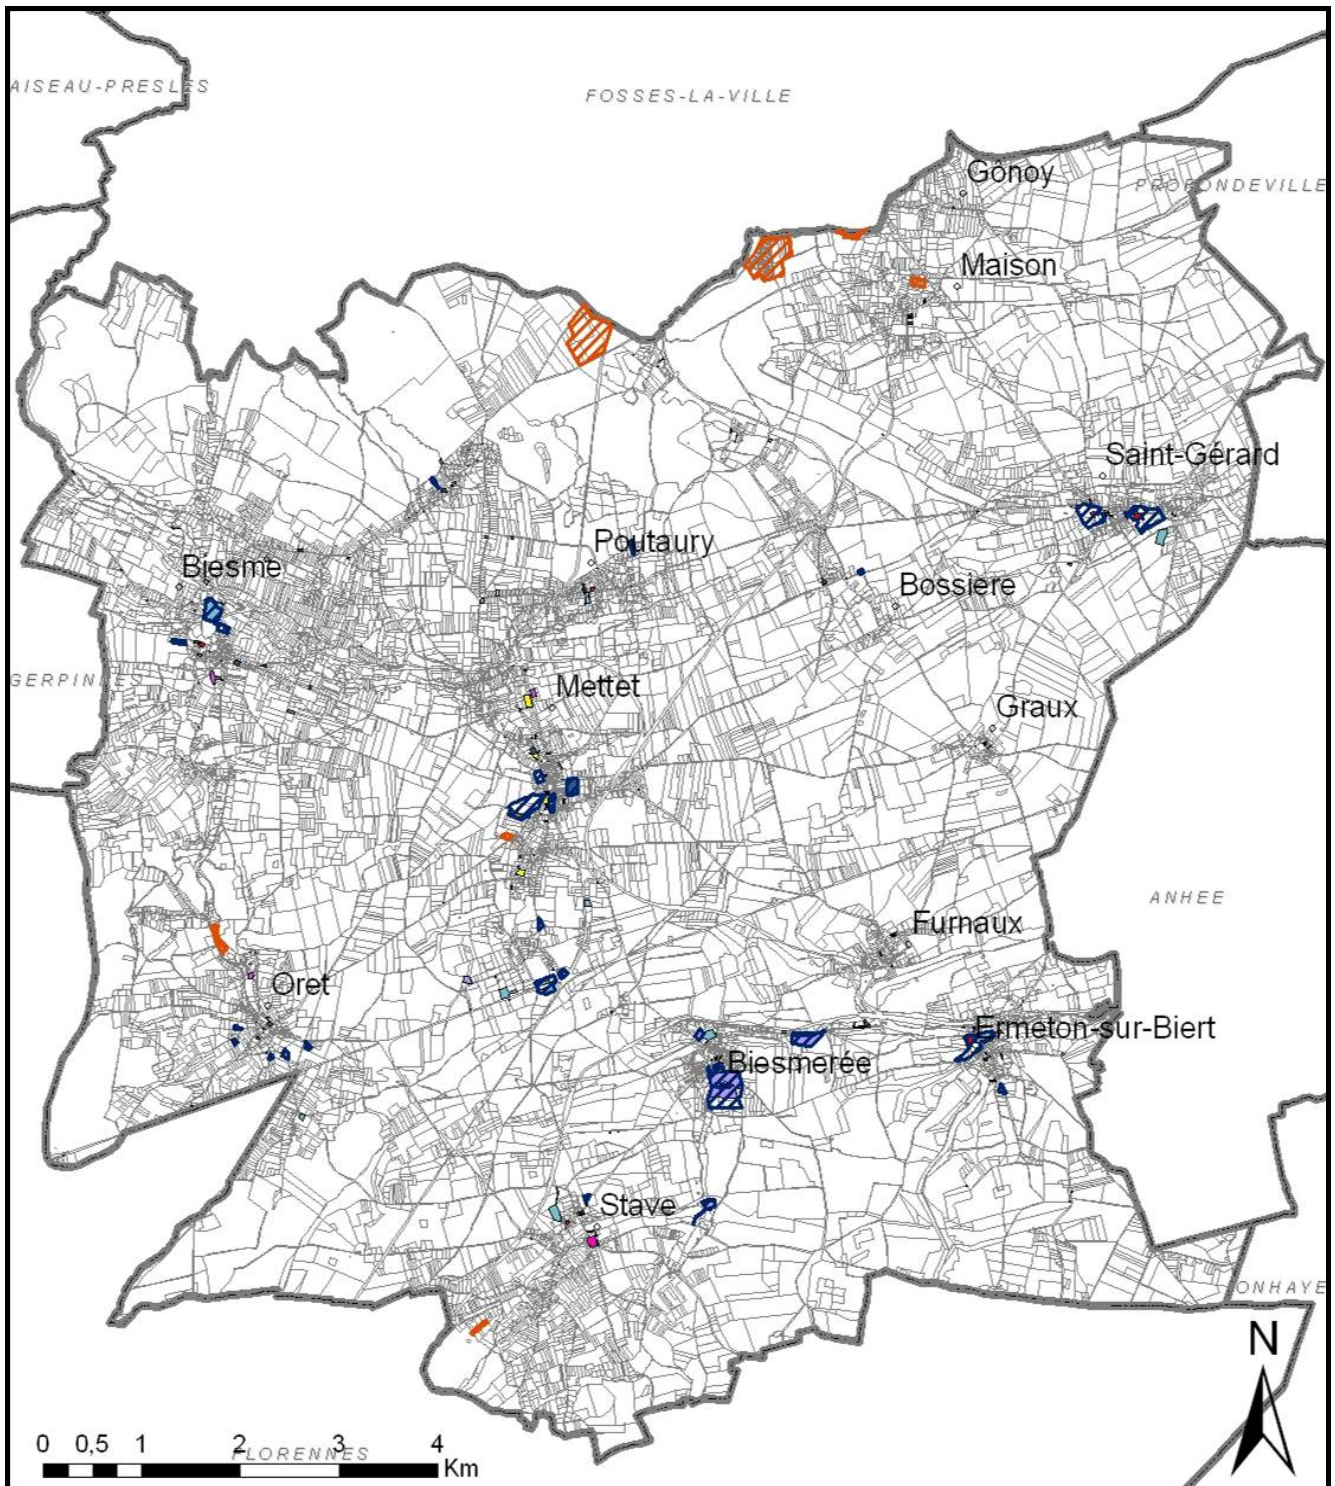 AISEAU-PRESLES
FOSSES-LA-VILLE
Gônoy
PROFONDEVILLE
Maison
Saint-Gérard
Poutaury
Biesme
Bossiere
GERPINNES
Mettet
Graux
ANHEE
Furnaux
Oret
Ermeton-sur-Biert
Biesmerée
Stave
ONHAYE
N
0 0,5 1 2 3 4
FLORENNES
Km